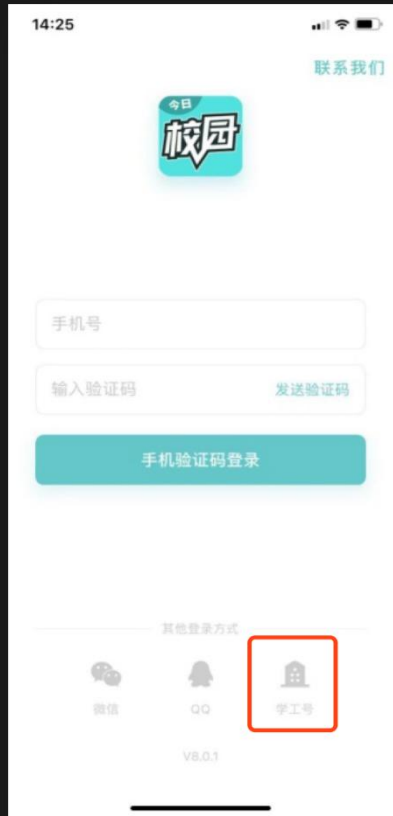 14:25
联系我们
今日
校园
手机号
输入验证码 发送验证码
手机验证码登录
其他登录方式
微信 QQ 学工号
V8.0.1